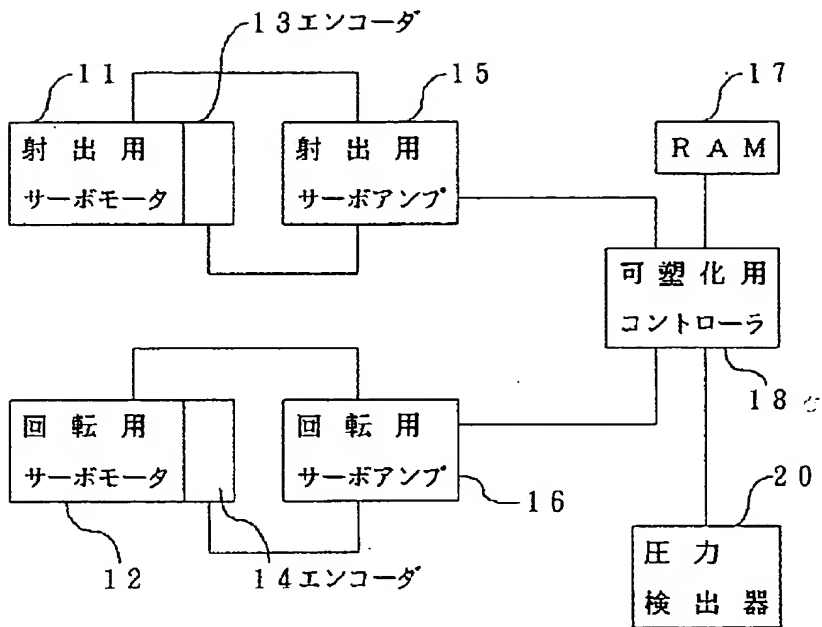 13エンコーダ
11
15
17
射出用
サーボモータ
射出用
サーボアンプ
RAM
可塑化用
コントローラ
18
回転用
サーボモータ
回転用
サーボアンプ
16
20
12
14エンコーダ
圧力
検出器